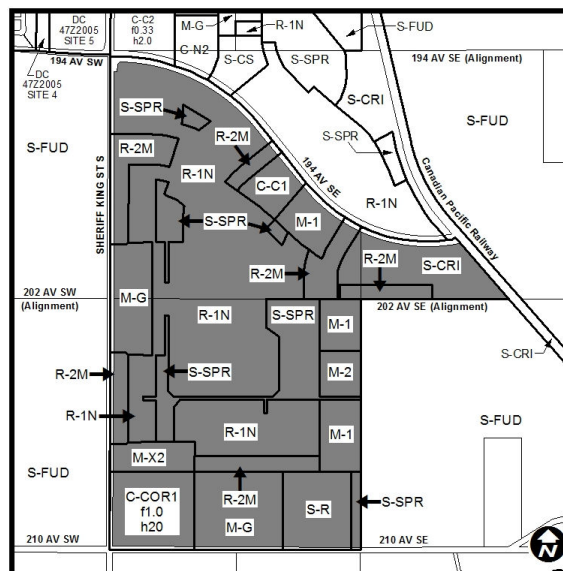 DC
47Z2005
SITE 5
C-C2
f0.33
h2.0
M-G
R-1N
S-FUD
C-N2
S-CS
S-SPR
DC
47Z2005
SITE 4
194 AV SW
194 AV SE (Alignment)
S-CRI
S-FUD
S-SPR
S-SPR
S-FUD
R-2M
R-2M
R-1N
194 AV SE
C-C1
R-1N
Canadian Pacific Railway
SHERIFF KING ST S
S-SPR
M-1
R-2M
R-2M
S-CRI
M-G
202 AV SW
(Alignment)
202 AV SE (Alignment)
R-1N
S-SPR
M-1
S-CRI
R-2M
S-SPR
M-2
R-1N
R-1N
M-1
S-FUD
M-X2
S-FUD
C-COR1
f1.0
h20
R-2M
M-G
S-R
S-SPR
210 AV SW
210 AV SE
N